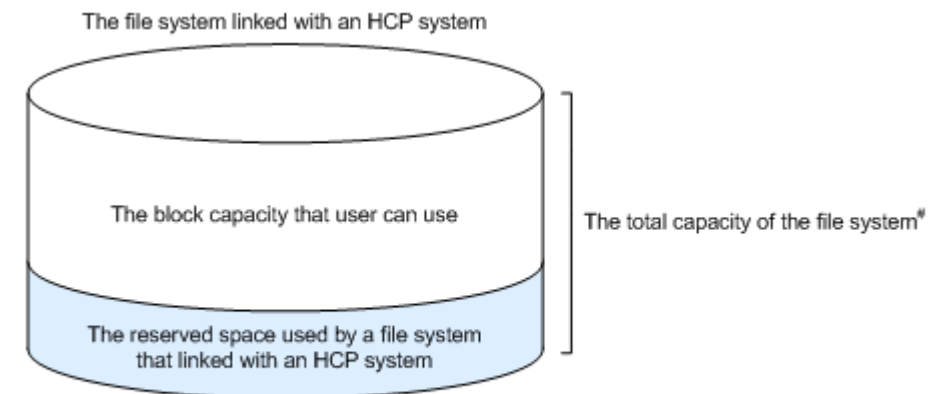 The file system linked with an HCP system
The block capacity that user can use
The total capacity of the file system#
The reserved space used by a file system
that linked with an HCP system